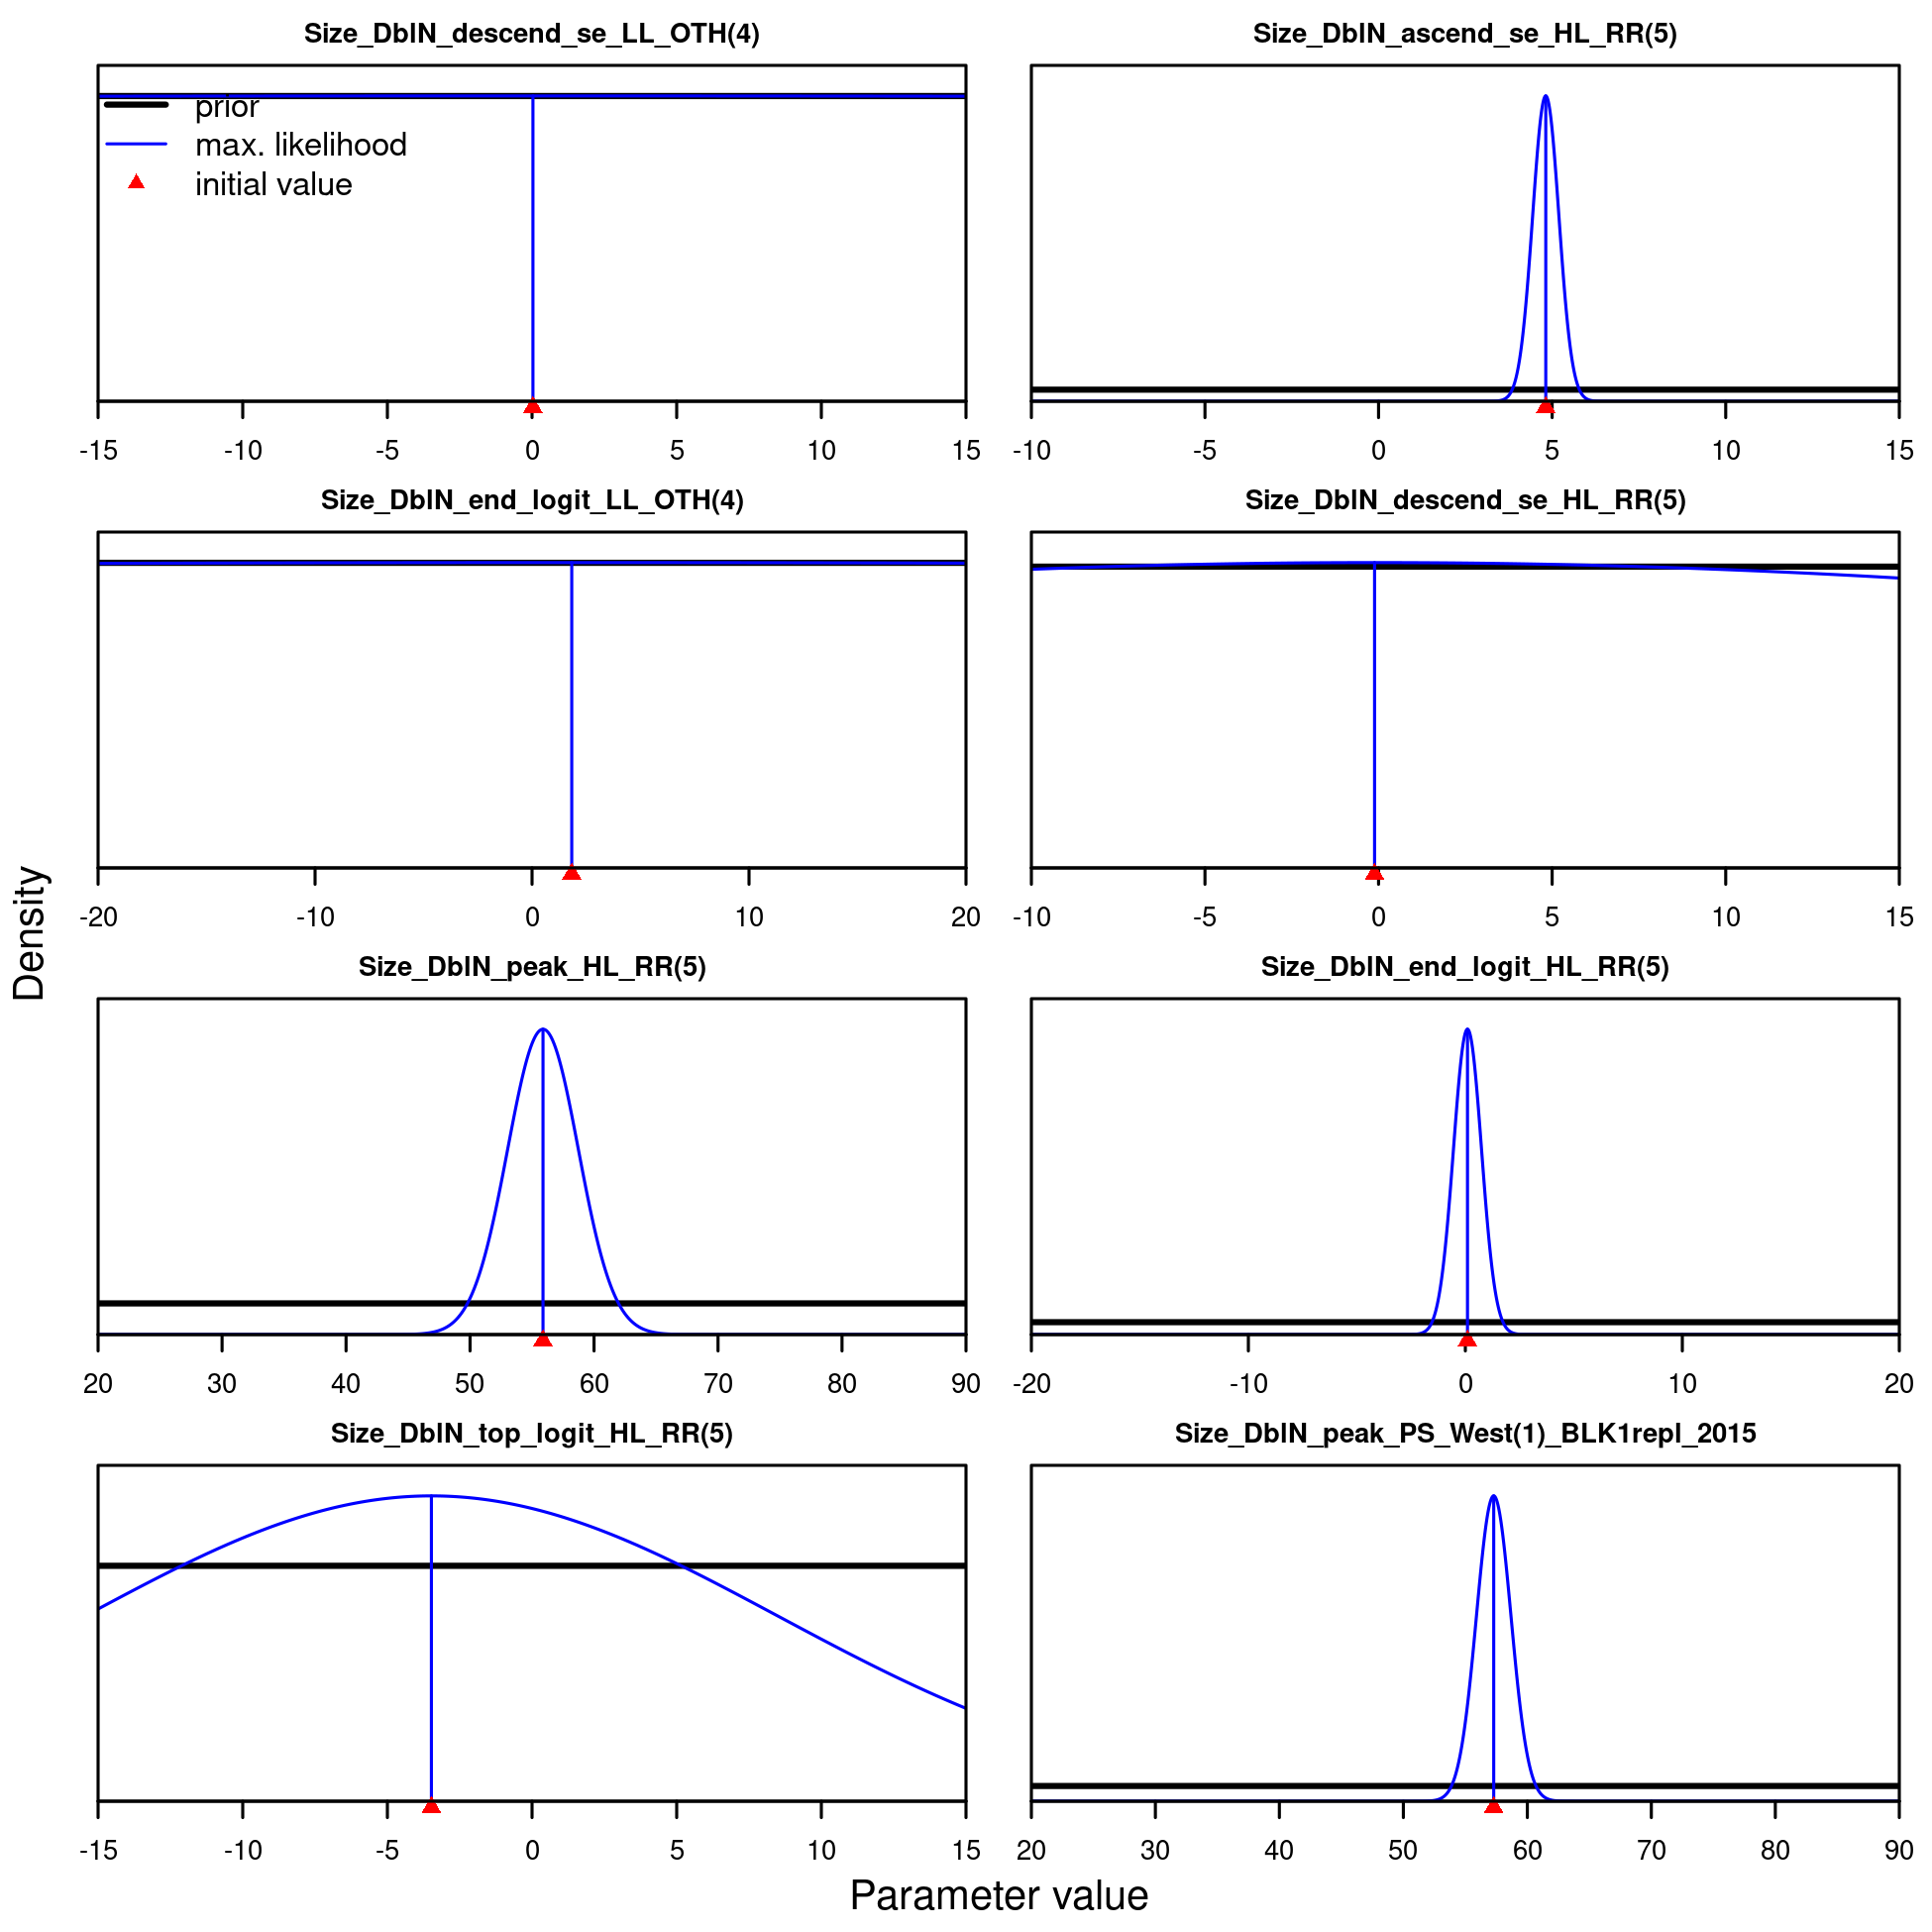 Size_DblN_descend_se_LL_OTH(4)
prior
max. likelihood
initial value
-15 -10 -5 0 5 10 15
Size_DblN_ascend_se_HL_RR(5)
-10 -5 0 5 10 15
Size_DblN_end_logit_LL_OTH(4)
-20 -10 0 10 20
Size_DblN_descend_se_HL_RR(5)
-10 -5 0 5 10 15
Size_DblN_peak_HL_RR(5)
20 30 40 50 60 70 80 90
Size_DblN_end_logit_HL_RR(5)
-20 -10 0 10 20
Size_DblN_top_logit_HL_RR(5)
-15 -10 -5 0 5 10 15
Size_DblN_peak_PS_West(1)_BLK1repl_2015
20 30 40 50 60 70 80 90
Density
Parameter value